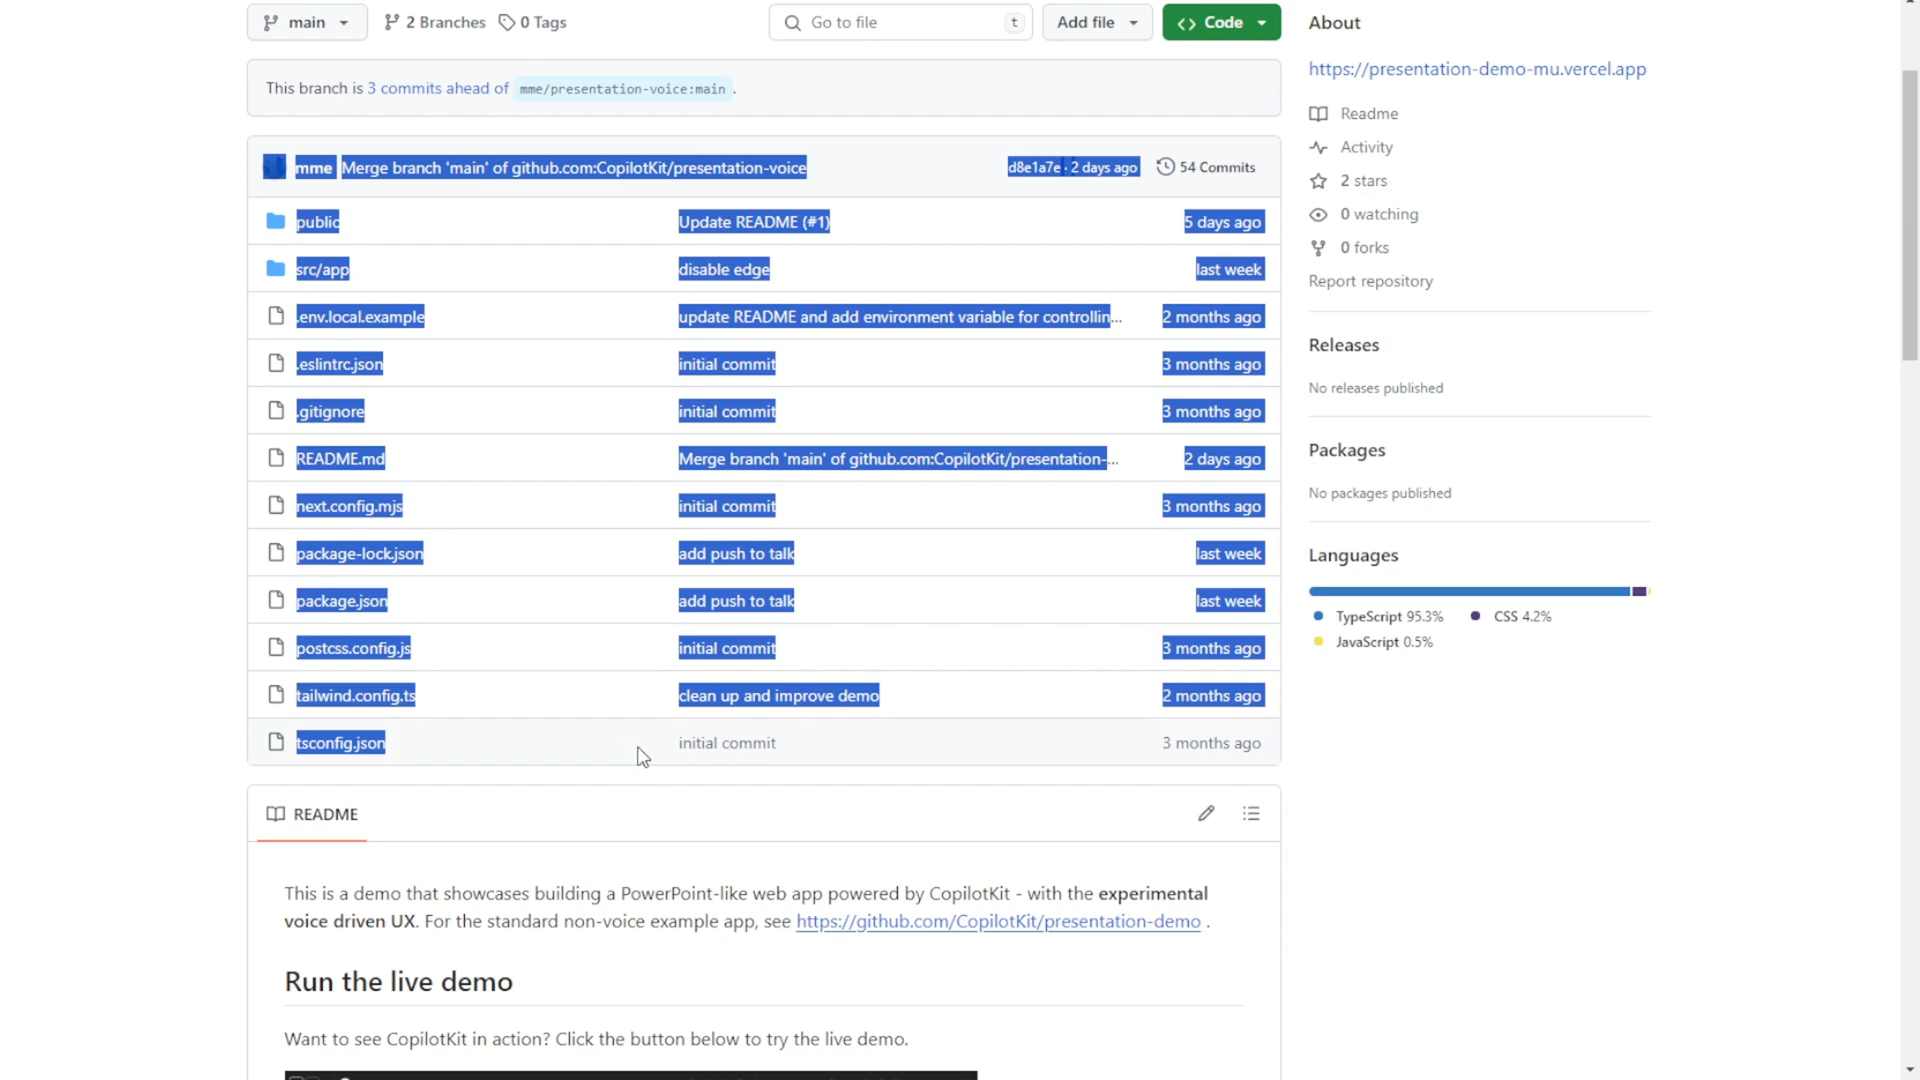 main 2 Branches 0 Tags Go to file t Add file Code
This branch is 3 commits ahead of mme/presentation-voice:main .
mme Merge branch 'main' of github.com:CopilotKit/presentation-voice d8e1a7e · 2 days ago 54 Commits
public Update README (#1) 5 days ago
src/app disable edge last week
.env.local.example update README and add environment variable for controllin... 2 months ago
.eslintrc.json initial commit 3 months ago
.gitignore initial commit 3 months ago
README.md Merge branch 'main' of github.com:CopilotKit/presentation-... 2 days ago
next.config.mjs initial commit 3 months ago
package-lock.json add push to talk last week
package.json add push to talk last week
postcss.config.js initial commit 3 months ago
tailwind.config.ts clean up and improve demo 2 months ago
tsconfig.json initial commit 3 months ago
README
This is a demo that showcases building a PowerPoint-like web app powered by CopilotKit - with the experimental
voice driven UX. For the standard non-voice example app, see https://github.com/CopilotKit/presentation-demo .
Run the live demo
Want to see CopilotKit in action? Click the button below to try the live demo.
About
https://presentation-demo-mu.vercel.app
Readme
Activity
2 stars
0 watching
0 forks
Report repository
Releases
No releases published
Packages
No packages published
Languages
TypeScript 95.3% CSS 4.2%
JavaScript 0.5%